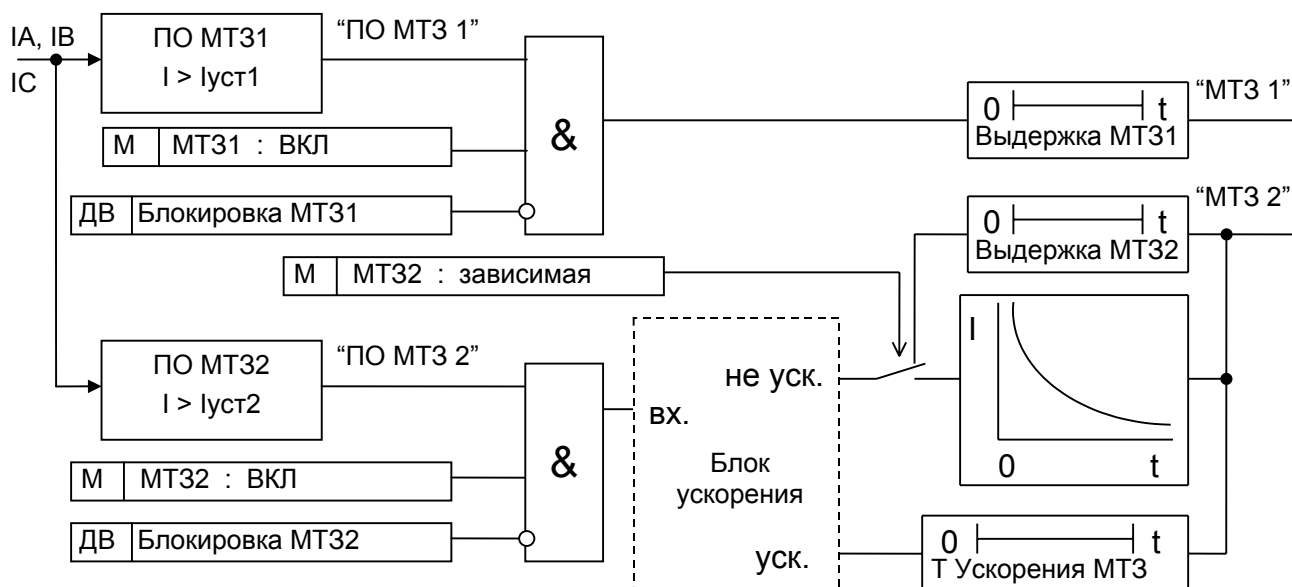 IA, IB
IC
ПО МТЗ1
I > Iуст1
“ПО МТЗ 1”
М МТЗ1 : ВКЛ
ДВ Блокировка МТЗ1
&
0 t
Выдержка МТЗ1
“МТЗ 1”
М МТЗ2 : зависимая
0 t
Выдержка МТЗ2
“МТЗ 2”
ПО МТЗ2
I > Iуст2
“ПО МТЗ 2”
М МТЗ2 : ВКЛ
ДВ Блокировка МТЗ2
&
вх.
не уск.
Блок
ускорения
уск.
I
0 t
0 t
Т Ускорения МТЗ